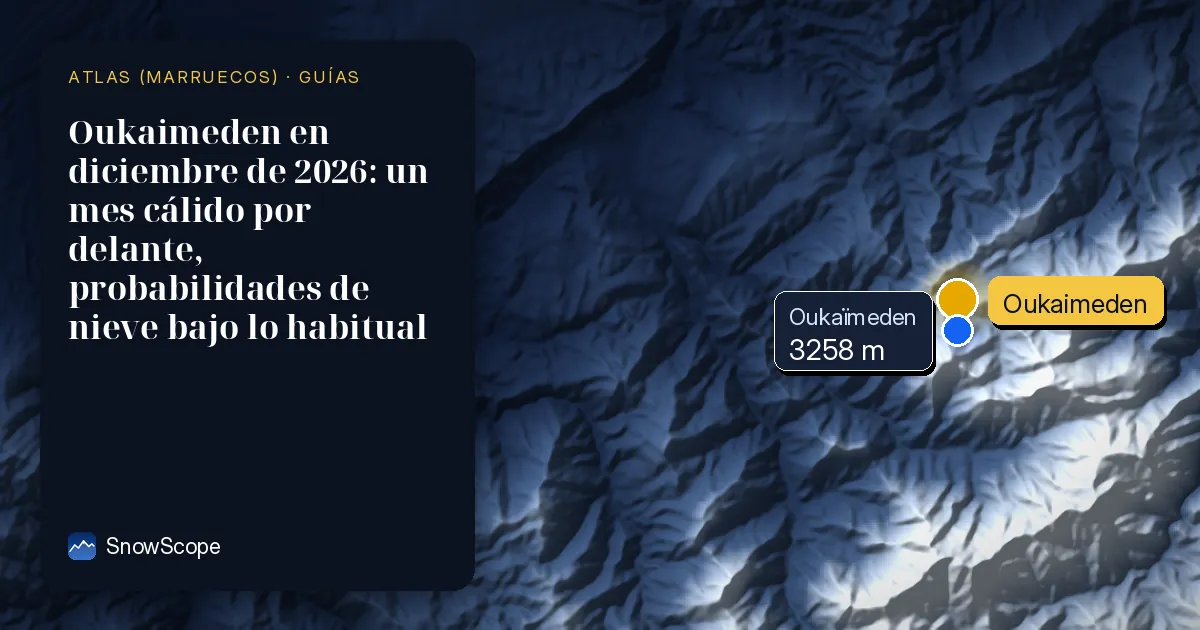 ATLAS (MARRUECOS) · GUÍAS
Oukaimeden en
diciembre de 2026: un
mes cálido por
delante,
probabilidades de
nieve bajo lo habitual
Oukaïmeden
3258 m
Oukaimeden
SnowScope